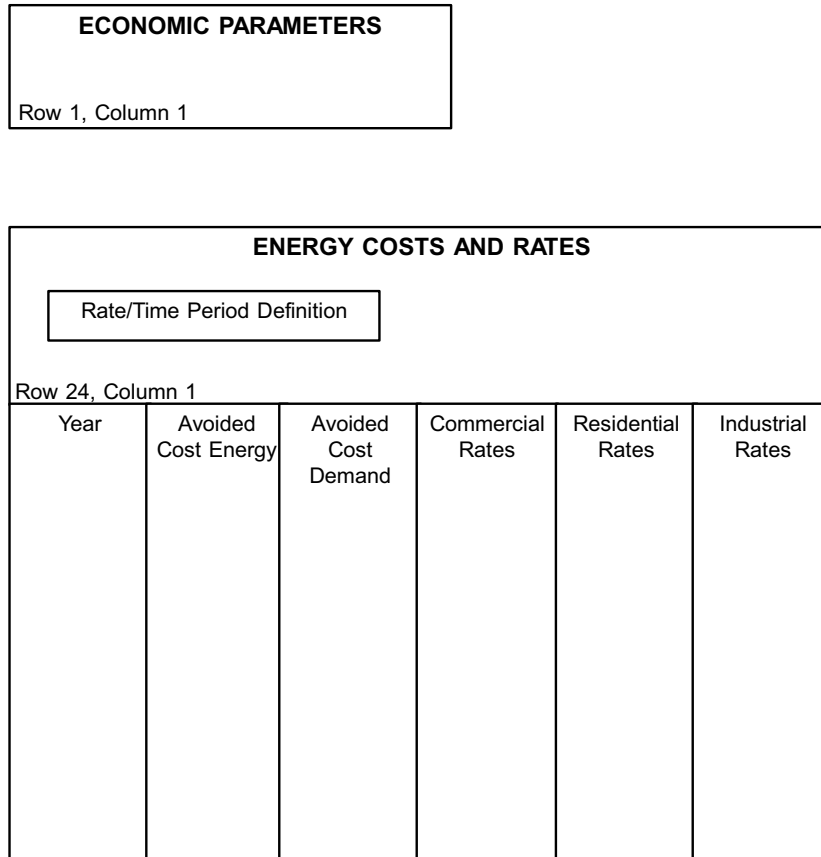 ECONOMIC PARAMETERS
Row 1, Column 1
ENERGY COSTS AND RATES
Rate/Time Period Definition
Row 24, Column 1
Year
Avoided
Cost Energy
Avoided
Cost
Demand
Commercial
Rates
Residential
Rates
Industrial
Rates